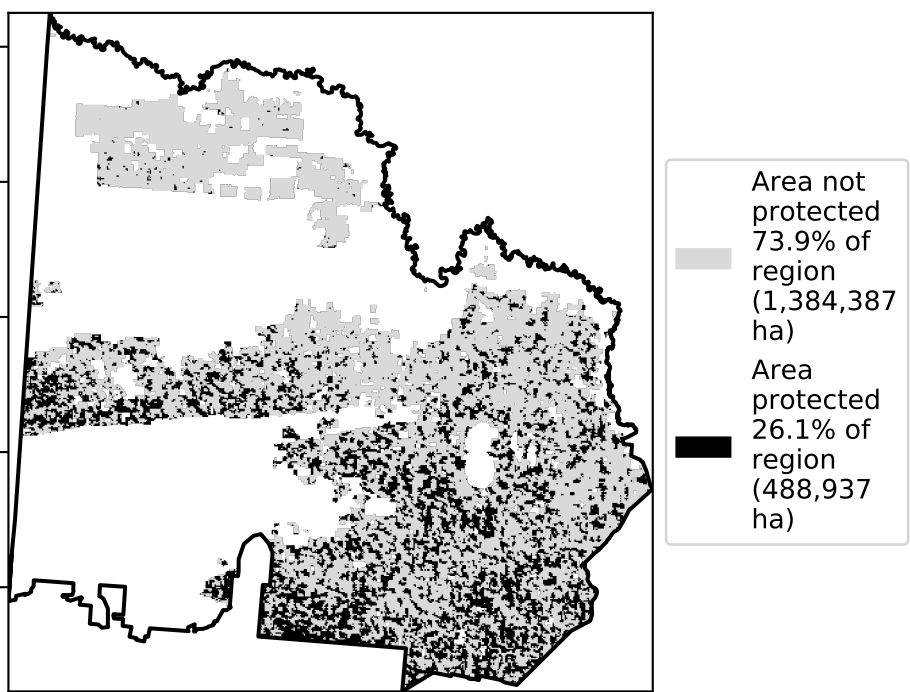 Area not
protected
73.9% of
region
(1,384,387
ha)
Area
protected
26.1% of
region
(488,937
ha)